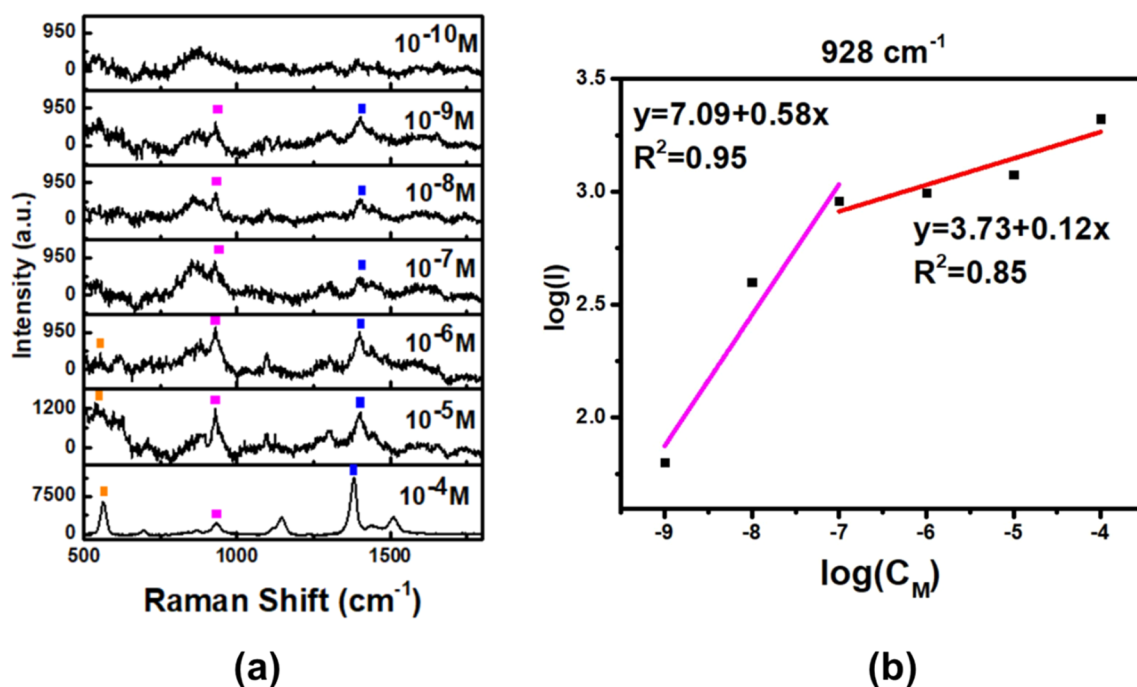 950
0
10⁻¹⁰M
950
0
10⁻⁹M
950
0
10⁻⁸M
950
0
10⁻⁷M
950
0
10⁻⁶M
1200
0
10⁻⁵M
7500
0
10⁻⁴M
500 1000 1500
Intensity (a.u.)
Raman Shift (cm⁻¹)
(a)
928 cm⁻¹
3.5
3.0
2.5
2.0
log(I)
y=7.09+0.58x
R²=0.95
y=3.73+0.12x
R²=0.85
-9 -8 -7 -6 -5 -4
log(C_M)
(b)